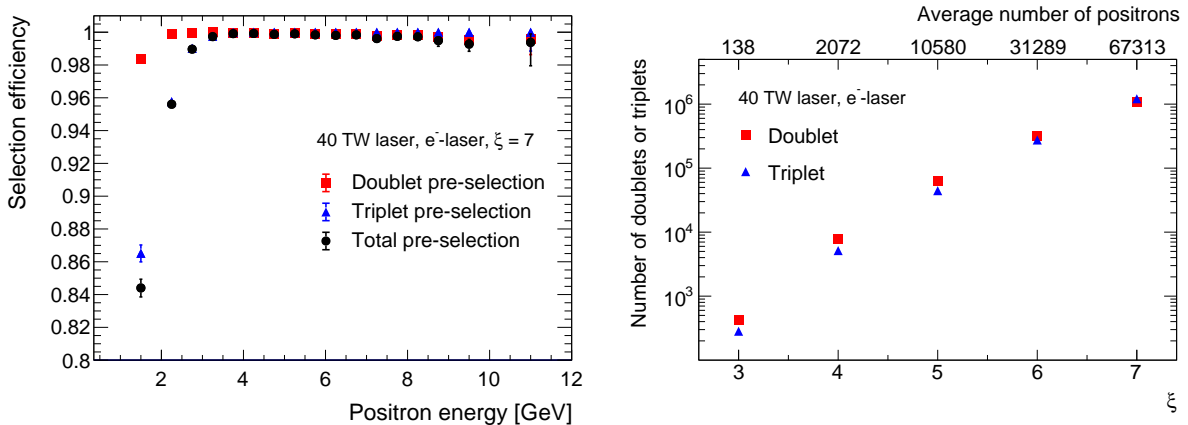 Selection efficiency
1
0.98
0.96
0.94
0.92
0.9
0.88
0.86
0.84
0.82
0.8
40 TW laser, e⁻-laser, ξ = 7
Doublet pre-selection
Triplet pre-selection
Total pre-selection
2 4 6 8 10 12
Positron energy [GeV]
Average number of positrons
138 2072 10580 31289 67313
Number of doublets or triplets
10⁶
10⁵
10⁴
10³
40 TW laser, e⁻-laser
Doublet
Triplet
3 4 5 6 7
ξ